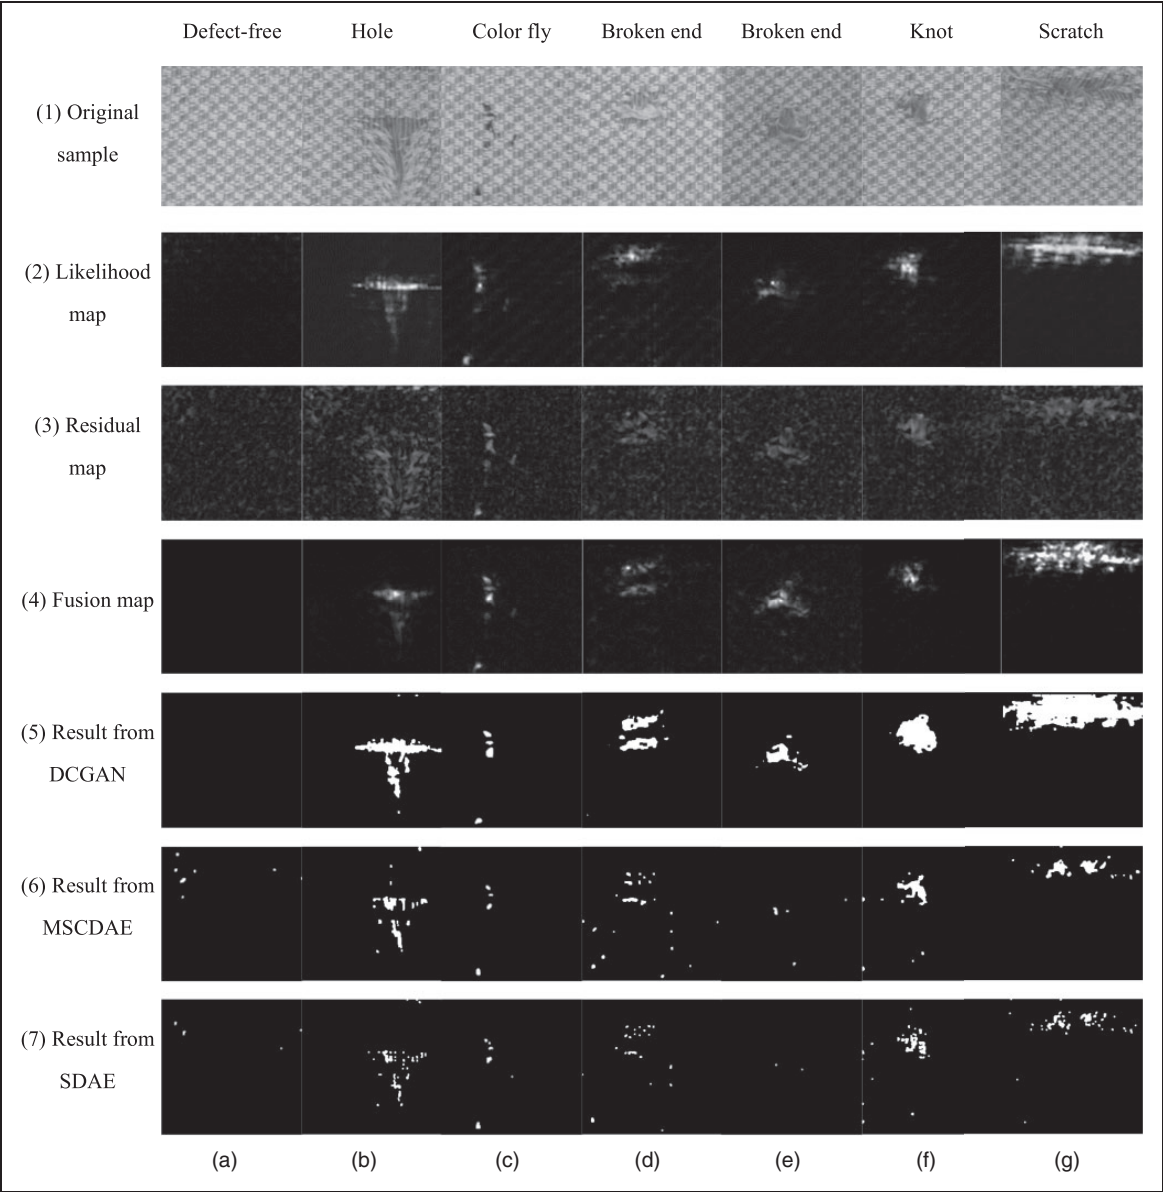 Defect-free Hole Color fly Broken end Broken end Knot Scratch
(1) Original
sample
(2) Likelihood
map
(3) Residual
map
(4) Fusion map
(5) Result from
DCGAN
(6) Result from
MSCDAE
(7) Result from
SDAE
(a) (b) (c) (d) (e) (f) (g)